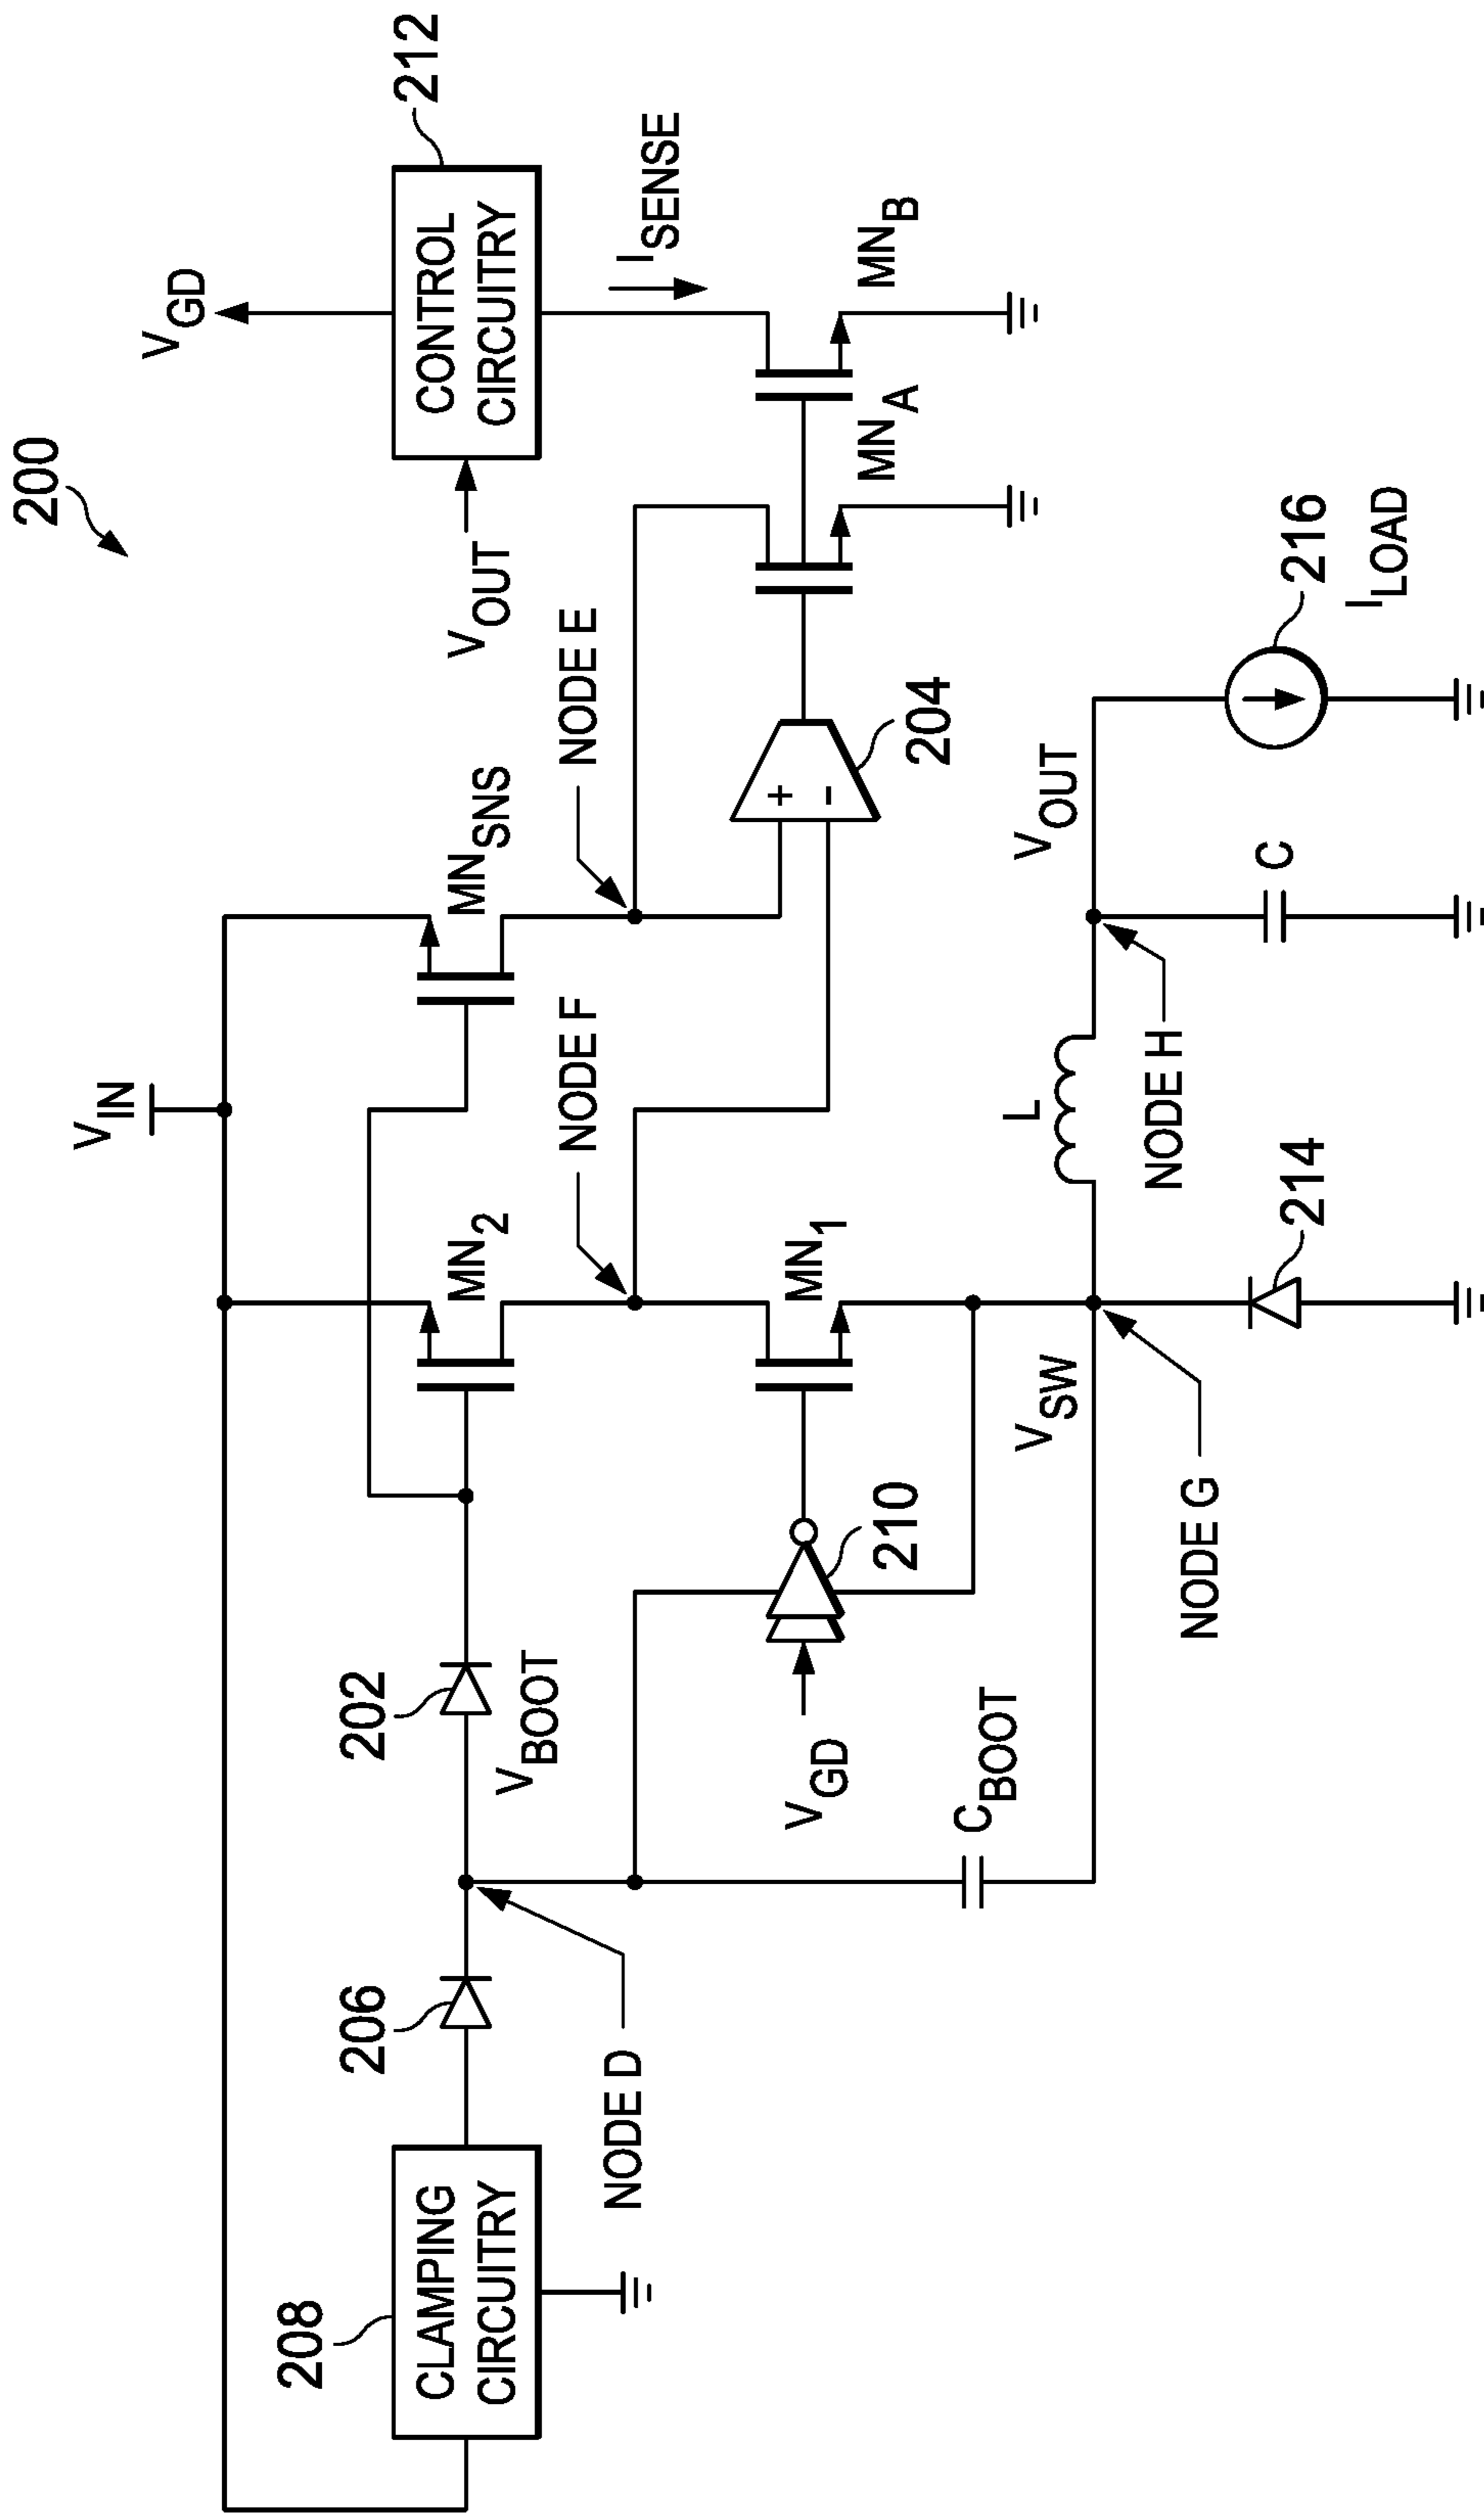 200
V_IN
V_GD
212
CONTROL
CIRCUITRY
V_OUT
I_SENSE
MN_SNS
NODE E
MN_2
NODE F
202
206
208
CLAMPING
CIRCUITRY
V_BOOT
NODE D
MN_A
MN_B
204
+
-
MN_1
210
V_GD
C_BOOT
V_SW
NODE G
L
NODE H
V_OUT
214
C
216
I_LOAD